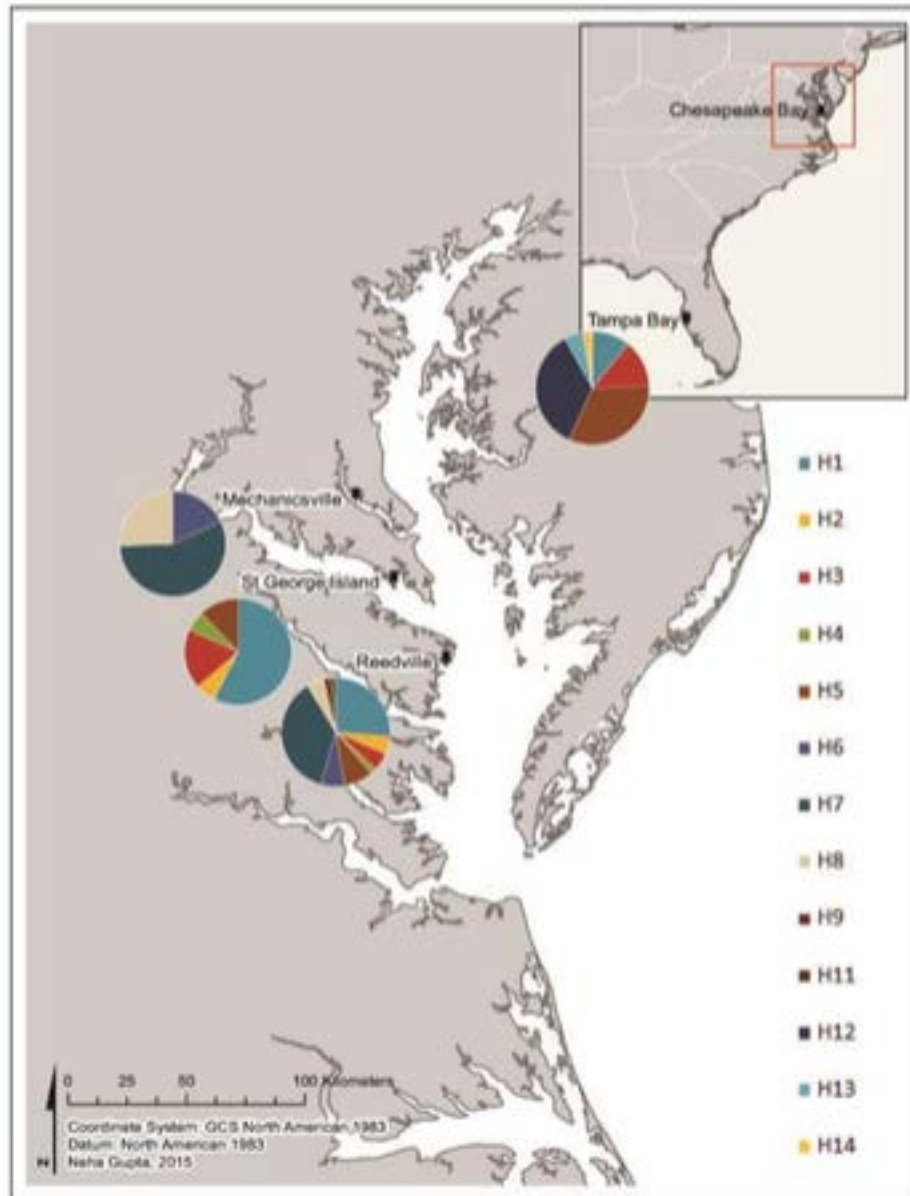 Chesapeake Bay
Tampa Bay
Mechanicsville
St George Island
Reedville
H1
H2
H3
H4
H5
H6
H7
H8
H9
H11
H12
H13
H14
0 25 50 100 Kilometers
Coordinate System: GCS North American 1983
Datum: North American 1983
Neha Gupta, 2015
N